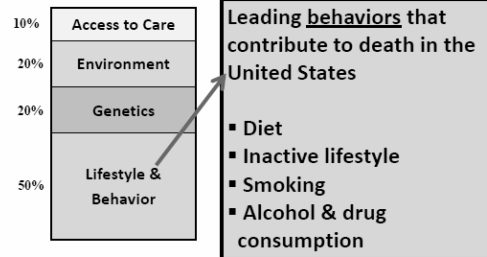 10%
Access to Care
20%
Environment
20%
Genetics
50%
Lifestyle &
Behavior
Leading behaviors that
contribute to death in the
United States
▪ Diet
▪ Inactive lifestyle
▪ Smoking
▪ Alcohol & drug
consumption